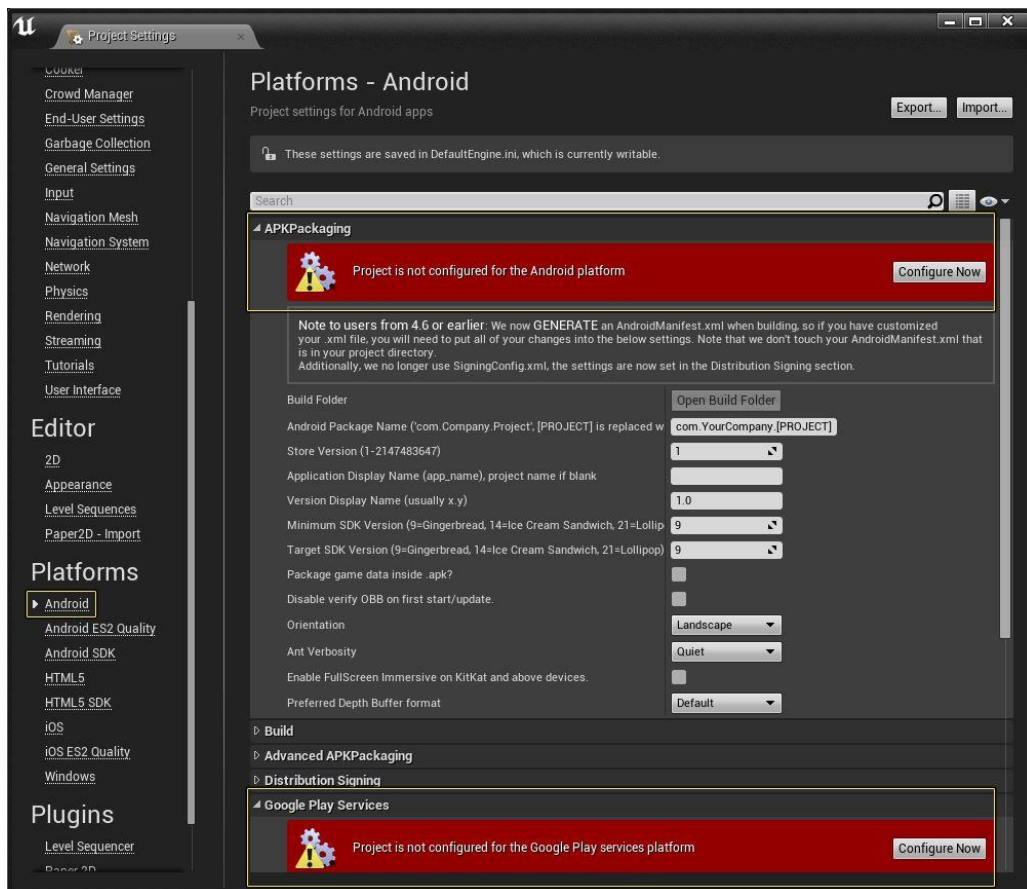 Project Settings
Cooker
Crowd Manager
End-User Settings
Garbage Collection
General Settings
Input
Navigation Mesh
Navigation System
Network
Physics
Rendering
Streaming
Tutorials
User Interface
Editor
2D
Appearance
Level Sequences
Paper2D - Import
Platforms
Android
Android ES2 Quality
Android SDK
HTML5
HTML5 SDK
iOS
iOS ES2 Quality
Windows
Plugins
Level Sequencer
Paper 2D
Platforms - Android
Project settings for Android apps
Export... Import...
These settings are saved in DefaultEngine.ini, which is currently writable.
Search
APKPackaging
Project is not configured for the Android platform Configure Now
Note to users from 4.6 or earlier: We now GENERATE an AndroidManifest.xml when building, so if you have customized
your .xml file, you will need to put all of your changes into the below settings. Note that we don't touch your AndroidManifest.xml that
is in your project directory.
Additionally, we no longer use SigningConfig.xml, the settings are now set in the Distribution Signing section.
Build Folder Open Build Folder
Android Package Name ('com.Company.Project', [PROJECT] is replaced w com.YourCompany.[PROJECT]
Store Version (1-2147483647) 1
Application Display Name (app_name), project name if blank
Version Display Name (usually x.y) 1.0
Minimum SDK Version (9=Gingerbread, 14=Ice Cream Sandwich, 21=Lollip 9
Target SDK Version (9=Gingerbread, 14=Ice Cream Sandwich, 21=Lollipop) 9
Package game data inside .apk?
Disable verify OBB on first start/update.
Orientation Landscape
Ant Verbosity Quiet
Enable FullScreen Immersive on KitKat and above devices.
Preferred Depth Buffer format Default
Build
Advanced APKPackaging
Distribution Signing
Google Play Services
Project is not configured for the Google Play services platform Configure Now